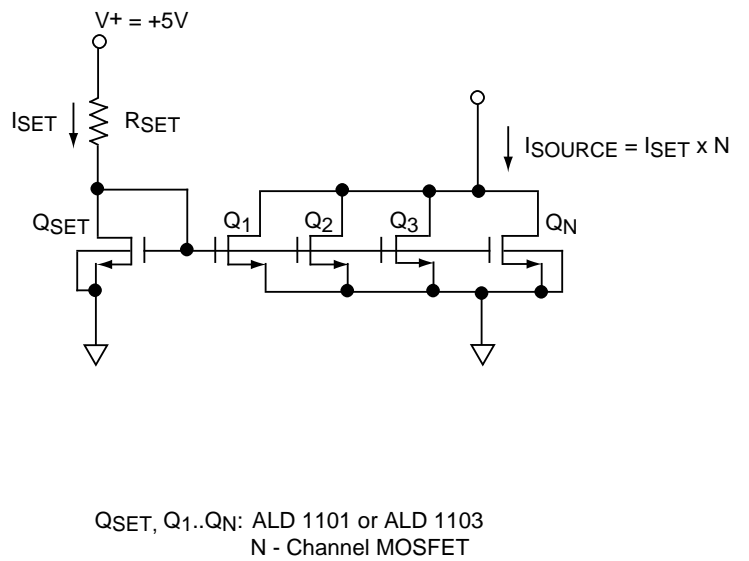 V+ = +5V
ISET
RSET
ISOURCE = ISET x N
QSET
Q1
Q2
Q3
QN
QSET, Q1..QN: ALD 1101 or ALD 1103
N - Channel MOSFET